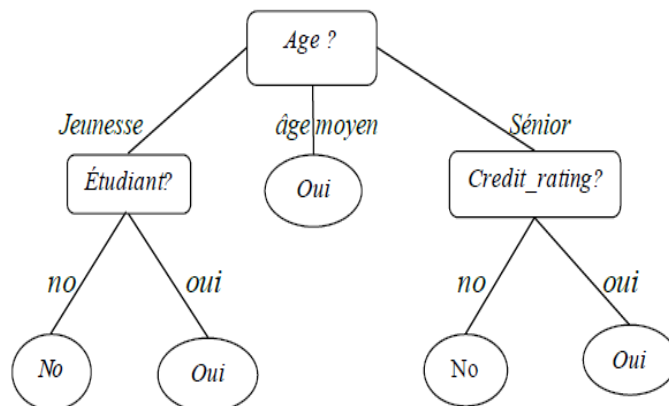 Age ?
Jeunesse
âge moyen
Sénior
Étudiant?
Oui
Credit_rating?
no
oui
no
oui
No
Oui
No
Oui